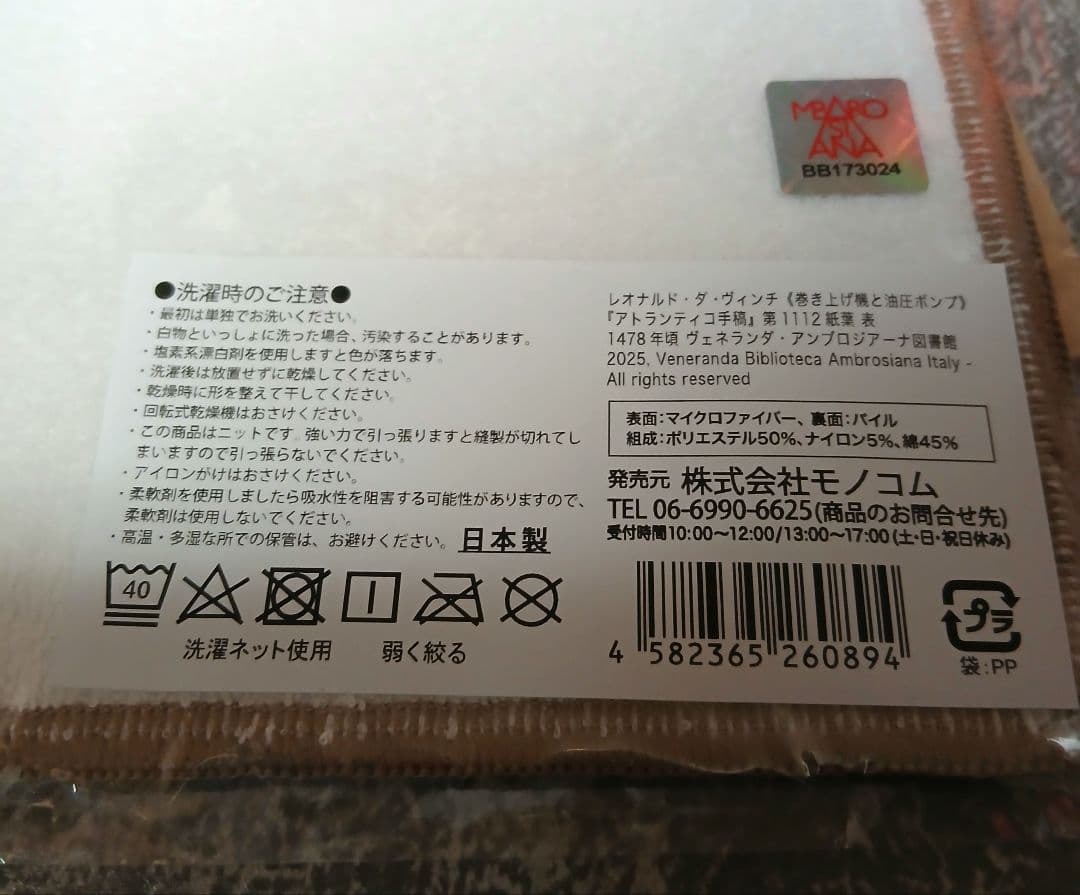 MBRO
SI
ANA
BB173024
●洗濯時のご注意●
・最初は単独でお洗いください。
・白物といっしょに洗った場合、汚染することがあります。
・塩素系漂白剤を使用しますと色が落ちます。
・洗濯後は放置せずに乾燥してください。
・乾燥時に形を整えて干してください。
・回転式乾燥機はおさけください。
・この商品はニットです。強い力で引っ張りますと縫製が切れてし
まいますので引っ張らないでください。
・アイロンがけはおさけください。
・柔軟剤を使用しましたら吸水性を阻害する可能性がありますので、
柔軟剤は使用しないでください。
・高温・多湿な所での保管は、お避けください。 日本製
40
洗濯ネット使用 弱く絞る
レオナルド・ダ・ヴィンチ《巻き上げ機と油圧ポンプ》
『アトランティコ手稿』第1112紙葉 表
1478年頃 ヴェネランダ・アンブロジアーナ図書館
2025, Veneranda Biblioteca Ambrosiana Italy -
All rights reserved
表面:マイクロファイバー、裏面:パイル
組成:ポリエステル50%、ナイロン5%、綿45%
発売元 株式会社モノコム
TEL 06-6990-6625(商品のお問合せ先)
受付時間10:00〜12:00/13:00〜17:00(土・日・祝日休み)
4 582365 260894
プラ
袋:PP